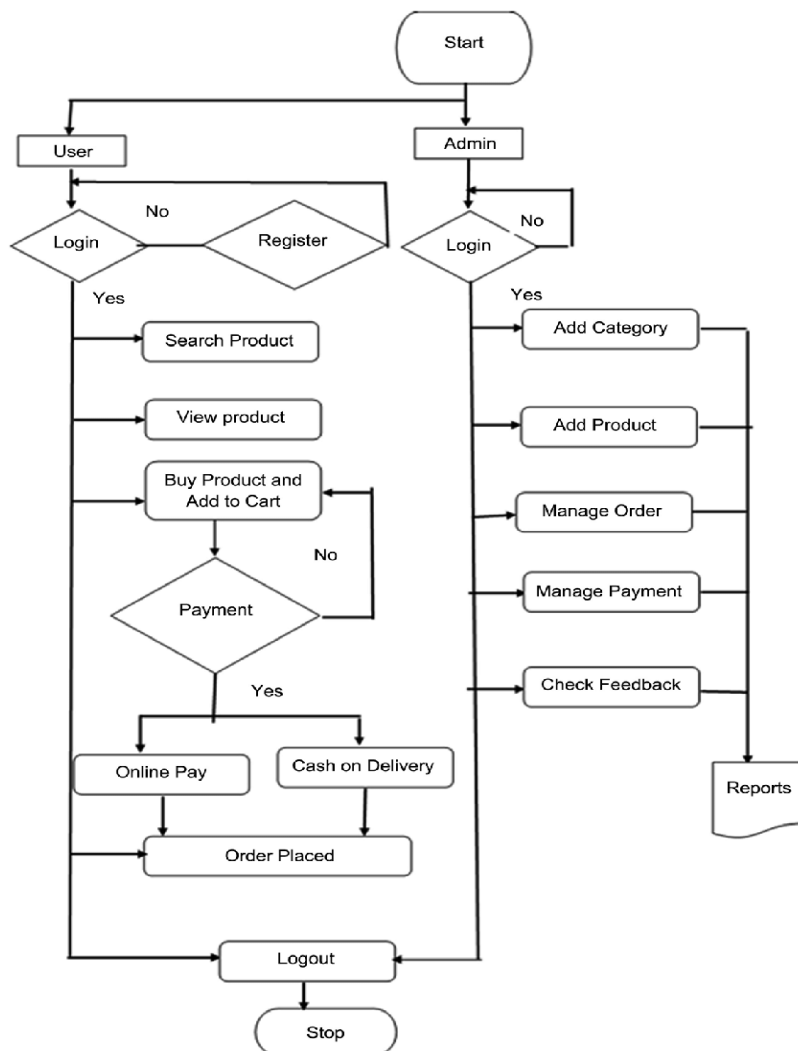 Start
User
Admin
No
No
Login
Register
Login
Yes
Yes
Search Product
Add Category
View product
Add Product
Buy Product and
Add to Cart
Manage Order
No
Payment
Manage Payment
Yes
Check Feedback
Online Pay
Cash on Delivery
Reports
Order Placed
Logout
Stop